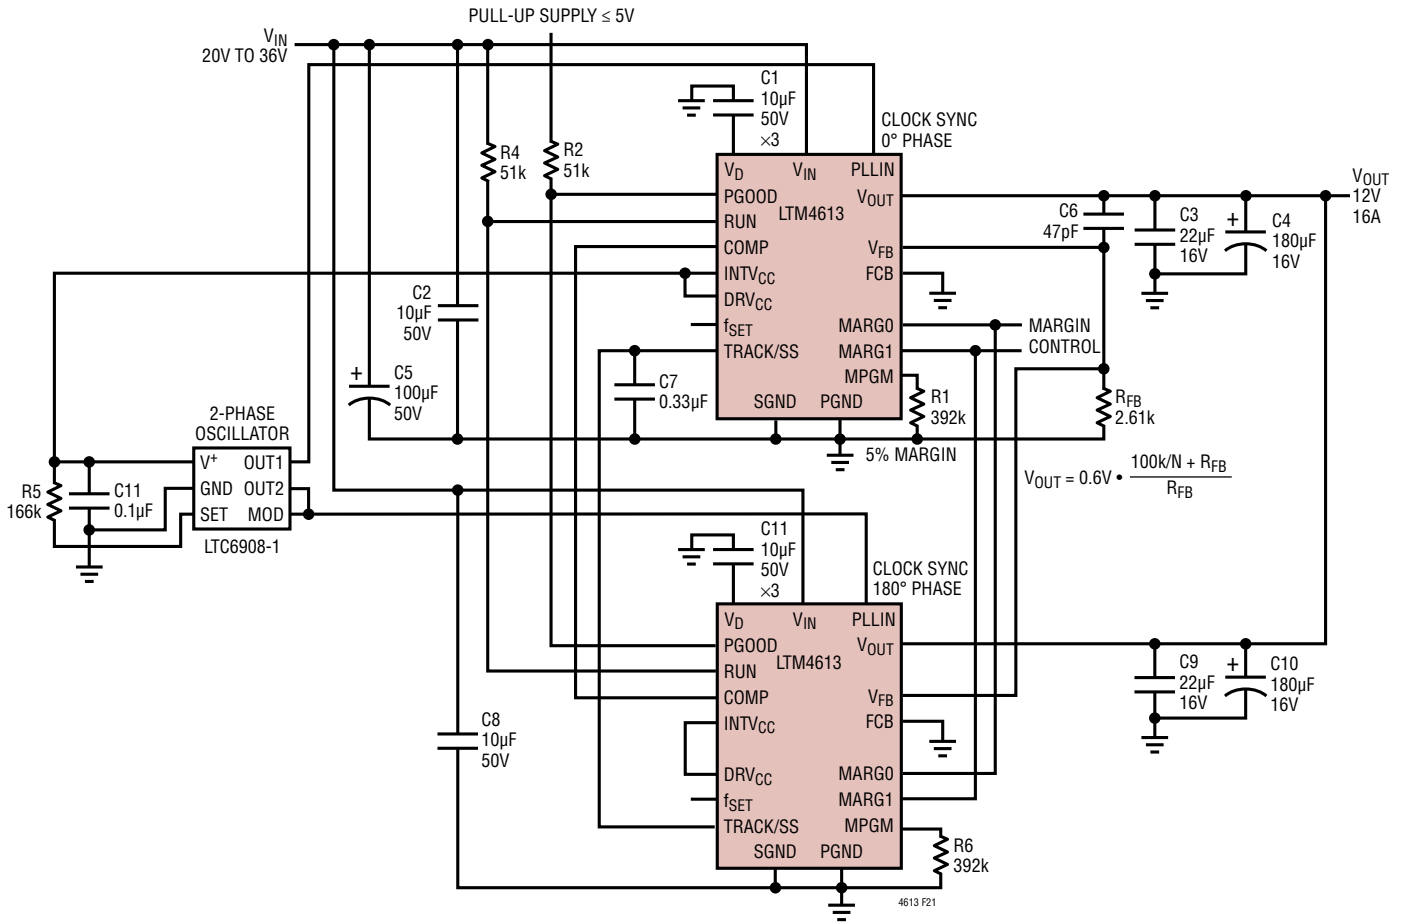 PULL-UP SUPPLY ≤ 5V
VIN
20V TO 36V
C1
10µF
50V
×3
CLOCK SYNC
0° PHASE
R4
51k
R2
51k
VD
VIN
PLLIN
PGOOD
VOUT
LTM4613
RUN
COMP
VFB
INTVCC
FCB
DRVCC
fSET
MARG0
TRACK/SS
MARG1
MPGM
SGND
PGND
VOUT
12V
16A
C6
47pF
C3
22µF
16V
+
C4
180µF
16V
MARGIN
CONTROL
C2
10µF
50V
+
C5
100µF
50V
C7
0.33µF
R1
392k
RFB
2.61k
5% MARGIN
VOUT = 0.6V • 100k/N + RFB
RFB
2-PHASE
OSCILLATOR
V+
OUT1
GND
OUT2
SET
MOD
LTC6908-1
R5
166k
C11
0.1µF
C11
10µF
50V
×3
CLOCK SYNC
180° PHASE
VD
VIN
PLLIN
PGOOD
VOUT
LTM4613
RUN
COMP
VFB
INTVCC
FCB
DRVCC
MARG0
fSET
MARG1
TRACK/SS
MPGM
SGND
PGND
C9
22µF
16V
+
C10
180µF
16V
C8
10µF
50V
R6
392k
4613 F21